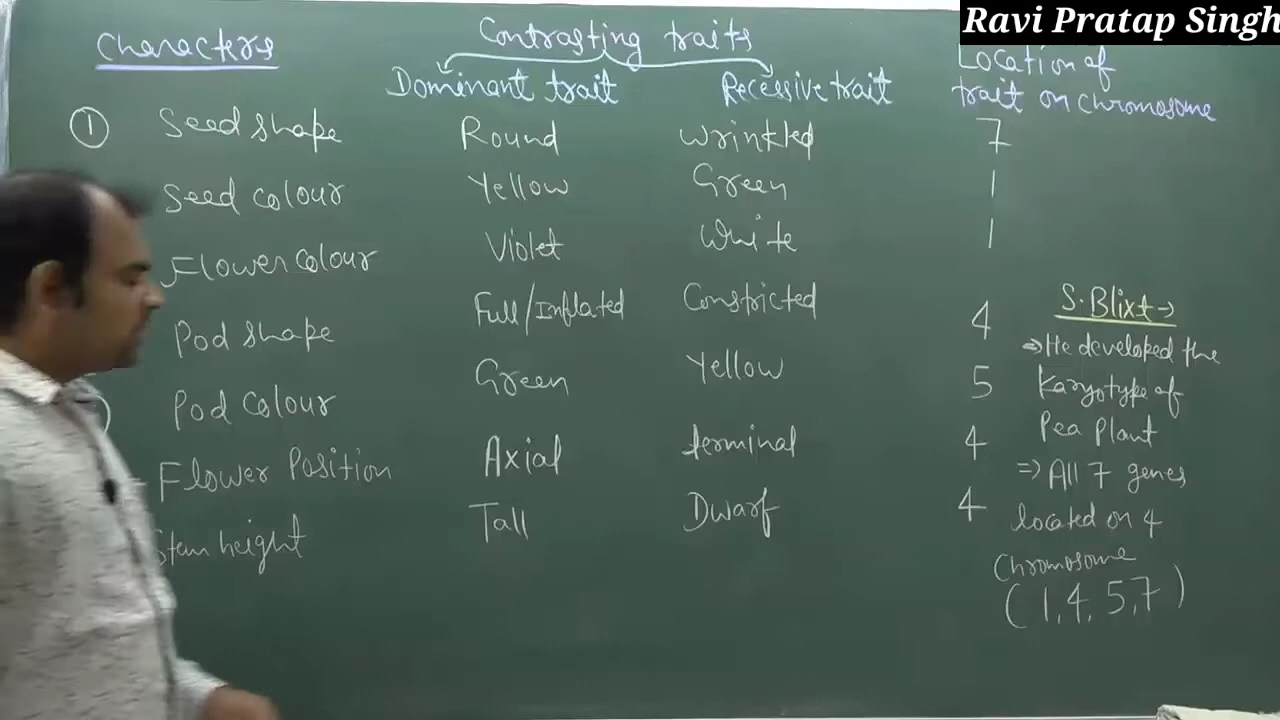 Ravi Pratap Singh
Characters
Contrasting traits
Dominant trait Recessive trait
Location of
trait on chromosome
① Seed shape Round Wrinkled 7
Seed colour Yellow Green 1
Flower colour Violet White 1
Pod shape Full/Inflated Constricted 4
Pod colour Green Yellow 5
Flower Position Axial terminal 4
Stem height Tall Dwarf 4
S. Blixt →
⇒ He developed the
Karyotype of
Pea Plant
⇒ All 7 genes
located on 4
Chromosome
(1,4,5,7)